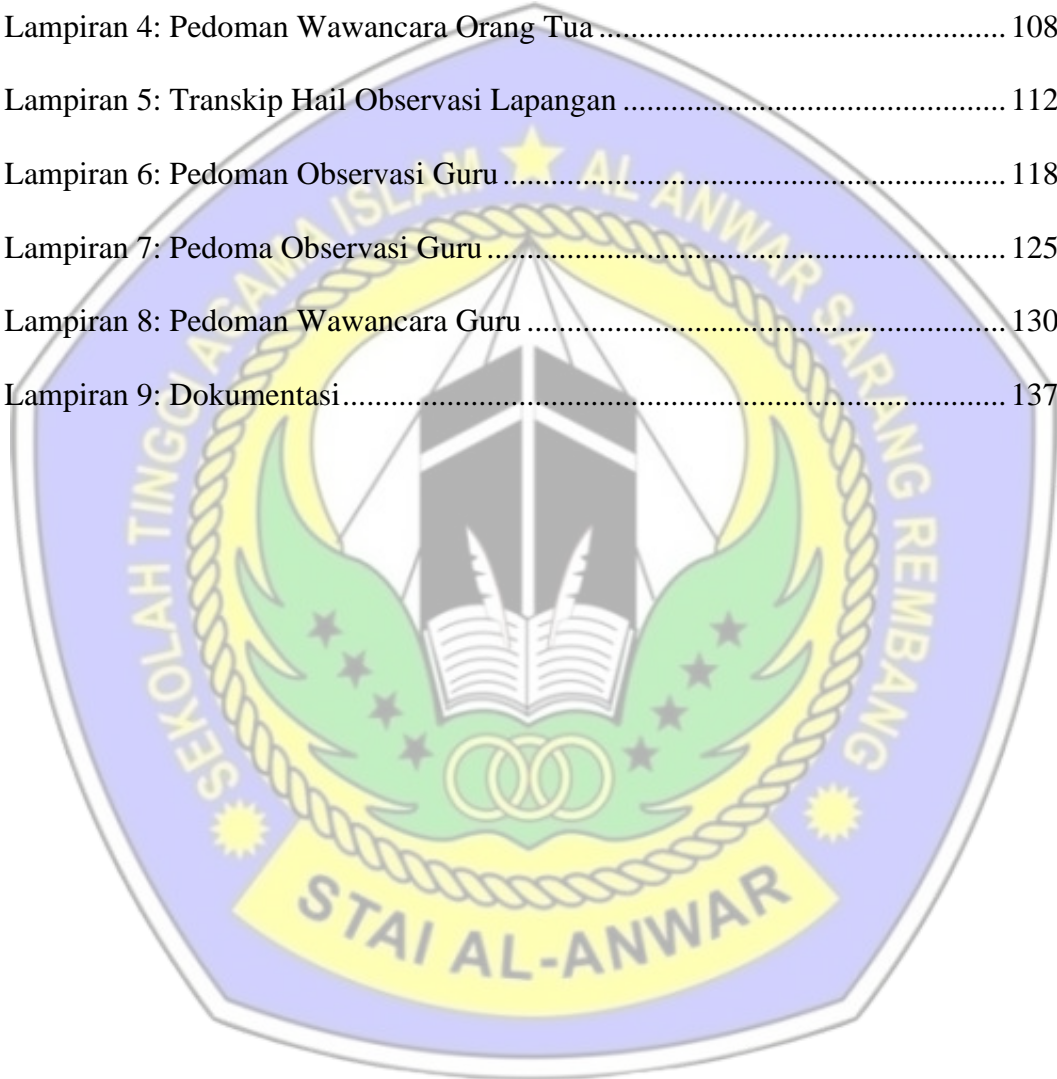 Lampiran 4: Pedoman Wawancara Orang Tua ................................................... 108
Lampiran 5: Transkip Hail Observasi Lapangan ................................................ 112
Lampiran 6: Pedoman Observasi Guru ............................................................... 118
Lampiran 7: Pedoma Observasi Guru ................................................................. 125
Lampiran 8: Pedoman Wawancara Guru ............................................................ 130
Lampiran 9: Dokumentasi................................................................................... 137
SEKOLAH TINGGI AGAMA ISLAM ★ AL ANWAR SARANG REMBANG
STAI AL-ANWAR